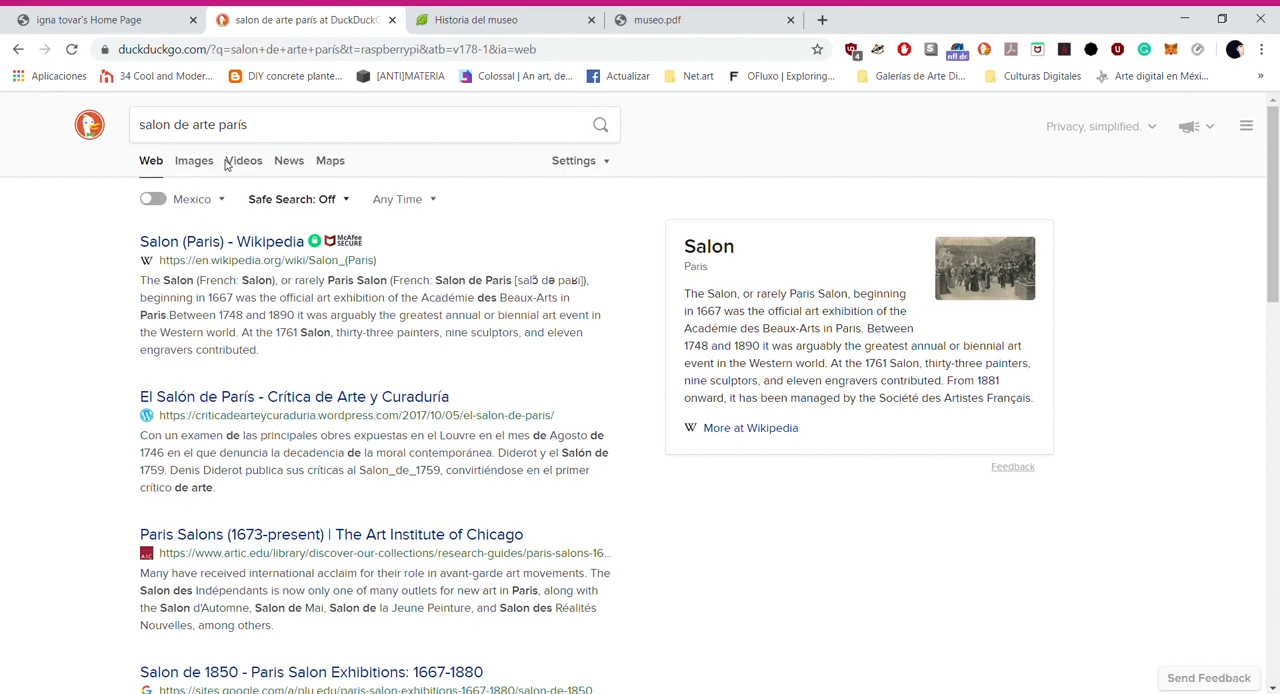 igna tovar's Home Page
salon de arte parís at DuckDuckG
Historia del museo
museo.pdf
duckduckgo.com/?q=salon+de+arte+parís&t=raspberrypi&atb=v178-1&ia=web
4
nfl dr
Aplicaciones
34 Cool and Moder...
DIY concrete plante...
[ANTI]MATERIA
Colossal | An art, de...
Actualizar
Net.art
OFluxo | Exploring...
Galerías de Arte Di...
Culturas Digitales
Arte digital en Méxi...
»
salon de arte parís
Privacy, simplified.
Web
Images
Videos
News
Maps
Settings
Mexico
Safe Search: Off
Any Time
Salon (Paris) - Wikipedia
McAfee
SECURE
W https://en.wikipedia.org/wiki/Salon_(Paris)
The Salon (French: Salon), or rarely Paris Salon (French: Salon de Paris [salɔ̃ də paʁi]),
beginning in 1667 was the official art exhibition of the Académie des Beaux-Arts in
Paris.Between 1748 and 1890 it was arguably the greatest annual or biennial art event in
the Western world. At the 1761 Salon, thirty-three painters, nine sculptors, and eleven
engravers contributed.
El Salón de París - Crítica de Arte y Curaduría
https://criticadearteycuraduria.wordpress.com/2017/10/05/el-salon-de-paris/
Con un examen de las principales obres expuestas en el Louvre en el mes de Agosto de
1746 en el que denuncia la decadencia de la moral contemporánea. Diderot y el Salón de
1759. Denis Diderot publica sus críticas al Salon_de_1759, convirtiéndose en el primer
crítico de arte.
Paris Salons (1673-present) | The Art Institute of Chicago
AIC
https://www.artic.edu/library/discover-our-collections/research-guides/paris-salons-16...
Many have received international acclaim for their role in avant-garde art movements. The
Salon des Indépendants is now only one of many outlets for new art in Paris, along with
the Salon d'Automne, Salon de Mai, Salon de la Jeune Peinture, and Salon des Réalités
Nouvelles, among others.
Salon de 1850 - Paris Salon Exhibitions: 1667-1880
https://sites.google.com/a/plu.edu/paris-salon-exhibitions-1667-1880/salon-de-1850
Salon
Paris
The Salon, or rarely Paris Salon, beginning
in 1667 was the official art exhibition of the
Académie des Beaux-Arts in Paris. Between
1748 and 1890 it was arguably the greatest annual or biennial art
event in the Western world. At the 1761 Salon, thirty-three painters,
nine sculptors, and eleven engravers contributed. From 1881
onward, it has been managed by the Société des Artistes Français.
W More at Wikipedia
Feedback
Send Feedback